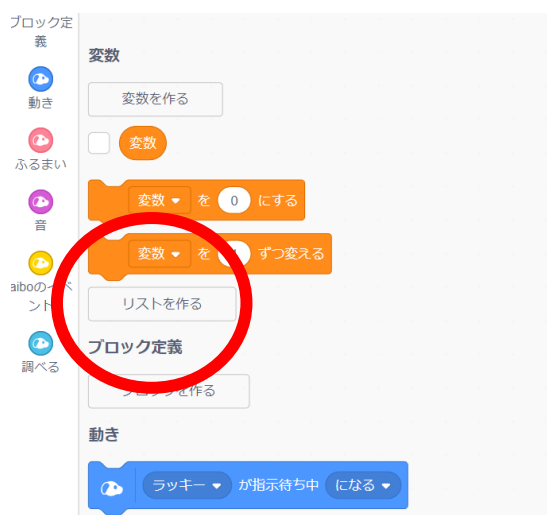 ブロック定
義
動き
ふるまい
音
aiboのイベ
ント
調べる
変数
変数を作る
変数
変数 を 0 にする
変数 を ずつ変える
リストを作る
ブロック定義
を作る
動き
ラッキー が指示待ち中 になる